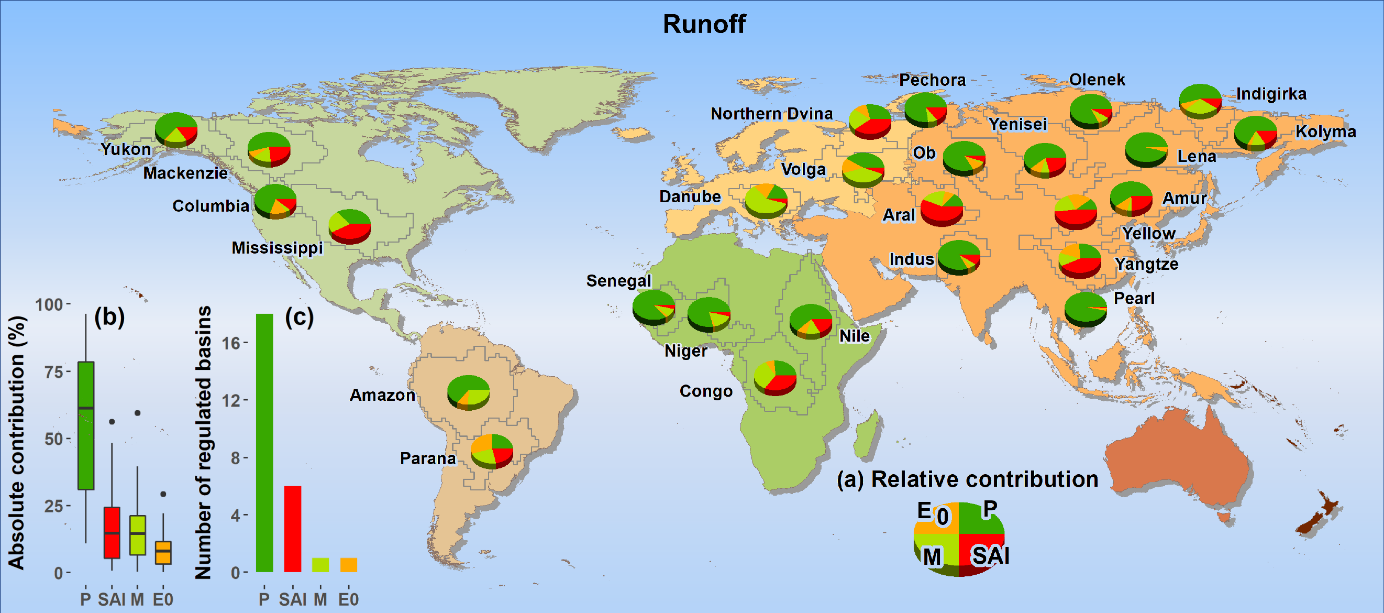 Runoff
Pechora
Olenek
Indigirka
Northern Dvina
Yenisei
Kolyma
Yukon
Ob
Lena
Mackenzie
Volga
Danube
Columbia
Amur
Aral
Mississippi
Yellow
Indus
Yangtze
Senegal
Pearl
Niger
Nile
Congo
Amazon
Parana
(b)
Absolute contribution (%)
100
75
50
25
0
P SAI M E0
(c)
Number of regulated basins
16
12
8
4
0
P SAI M E0
(a) Relative contribution
E0 P
M SAI